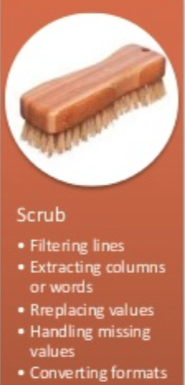 Scrub
• Filtering lines
• Extracting columns
or words
• Rreplacing values
• Handling missing
values
• Converting formats